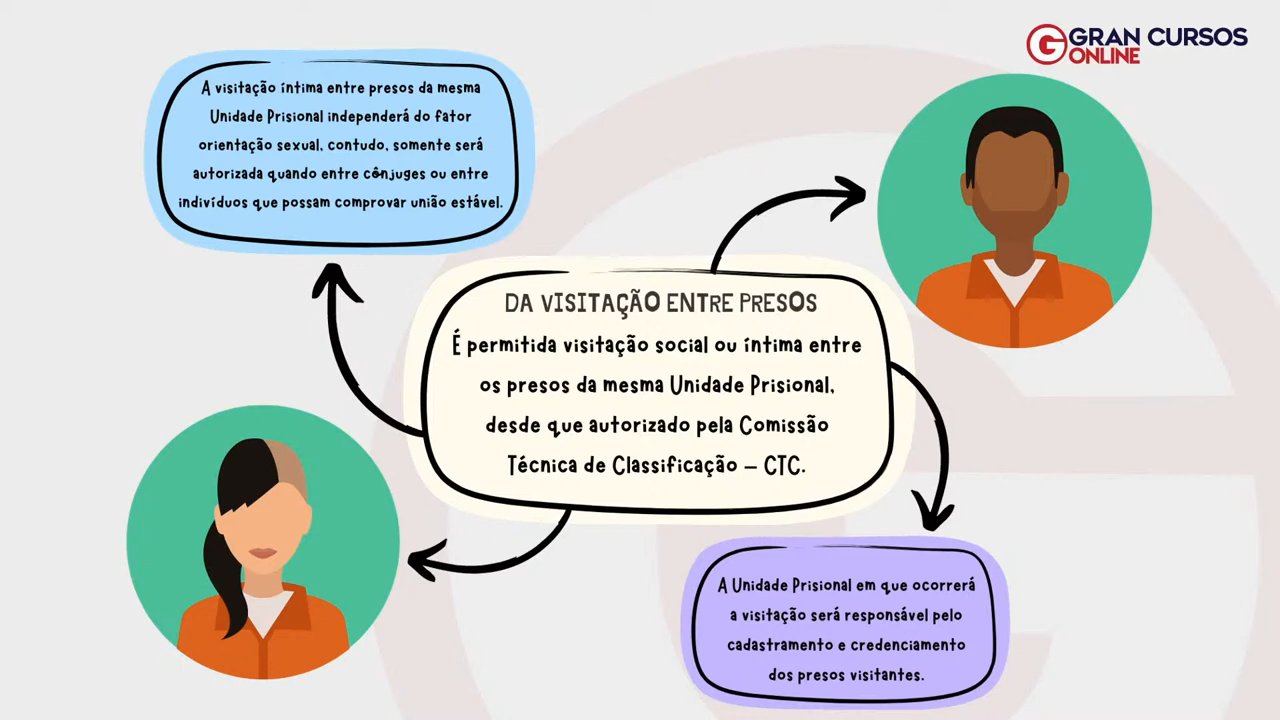 GRAN CURSOS
ONLINE
A visitação íntima entre presos da mesma
Unidade Prisional independerá do fator
orientação sexual, contudo, somente será
autorizada quando entre cônjuges ou entre
indivíduos que possam comprovar união estável.
DA VISITAÇÃO ENTRE PRESOS
É permitida visitação social ou íntima entre
os presos da mesma Unidade Prisional,
desde que autorizado pela Comissão
Técnica de Classificação – CTC.
A Unidade Prisional em que ocorrerá
a visitação será responsável pelo
cadastramento e credenciamento
dos presos visitantes.